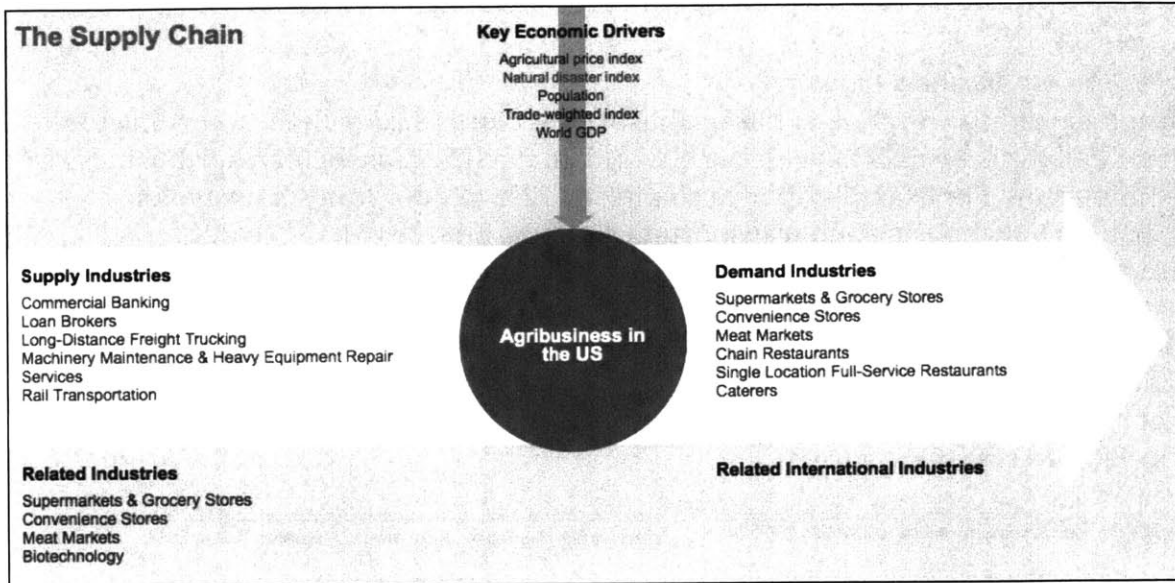 The Supply Chain
Key Economic Drivers
Agricultural price index
Natural disaster index
Population
Trade-weighted index
World GDP
Supply Industries
Commercial Banking
Loan Brokers
Long-Distance Freight Trucking
Machinery Maintenance & Heavy Equipment Repair
Services
Rail Transportation
Agribusiness in
the US
Demand Industries
Supermarkets & Grocery Stores
Convenience Stores
Meat Markets
Chain Restaurants
Single Location Full-Service Restaurants
Caterers
Related Industries
Supermarkets & Grocery Stores
Convenience Stores
Meat Markets
Biotechnology
Related International Industries